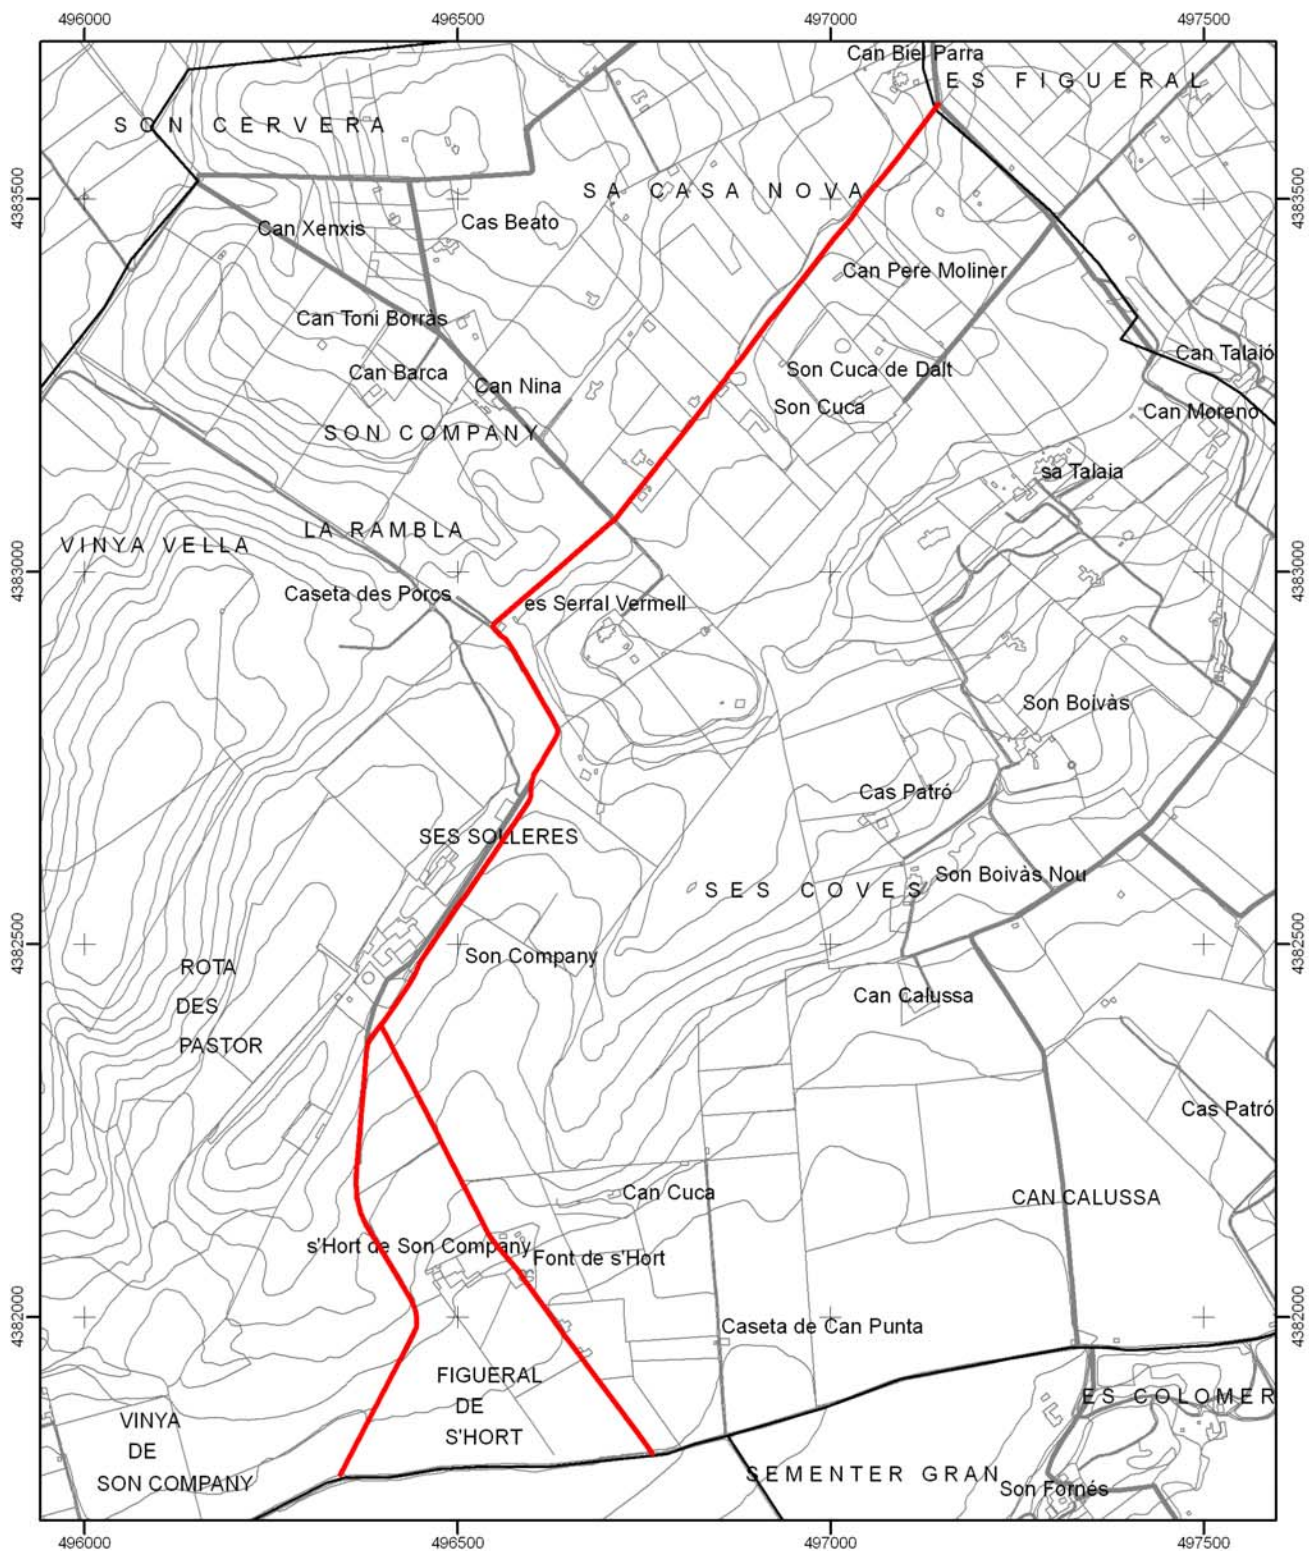 496000
496500
497000
497500
Can Biel Parra
ES FIGUERAL
SON CERVERA
4383500
SA CASA NOVA
4383500
Can Xenxis
Cas Beato
Can Pere Moliner
Can Toni Borràs
Can Talaió
Can Barca
Son Cuca de Dalt
Can Nina
Son Cuca
Can Moreno
SON COMPANY
sa Talaia
LA RAMBLA
VINYA VELLA
4383000
4383000
Caseta des Porcs
es Serral Vermell
Son Boivàs
Cas Patró
SES SOLLERES
Son Boivàs Nou
SES COVES
4382500
4382500
Son Company
ROTA
DES
PASTOR
Can Calussa
Cas Patró
Can Cuca
CAN CALUSSA
s'Hort de Son Company
Font de s'Hort
4382000
4382000
Caseta de Can Punta
FIGUERAL
DE
S'HORT
ES COLOMER
VINYA
DE
SON COMPANY
SEMENTER GRAN
Son Fornés
496000
496500
497000
497500